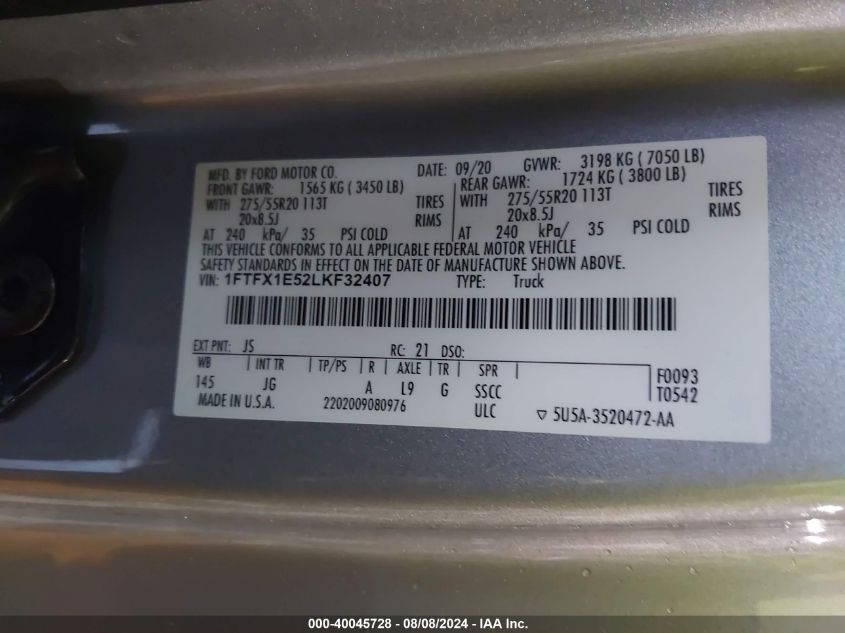 MFD. BY FORD MOTOR CO. DATE: 09/20 GVWR: 3198 KG ( 7050 LB)
FRONT GAWR: 1565 KG ( 3450 LB) REAR GAWR: 1724 KG ( 3800 LB)
WITH 275/55R20 113T TIRES WITH 275/55R20 113T TIRES
20x8.5J RIMS 20x8.5J RIMS
AT 240 kPa/ 35 PSI COLD AT 240 kPa/ 35 PSI COLD
THIS VEHICLE CONFORMS TO ALL APPLICABLE FEDERAL MOTOR VEHICLE
SAFETY STANDARDS IN EFFECT ON THE DATE OF MANUFACTURE SHOWN ABOVE.
VIN: 1FTFX1E52LKF32407 TYPE: Truck
EXT PNT: JS RC: 21 DSO:
WB INT TR TP/PS R AXLE TR SPR F0093
145 JG A L9 G SSCC T0542
MADE IN U.S.A. 2202009080976 ULC ▽ 5U5A-3520472-AA
000-40045728 - 08/08/2024 - IAA Inc.